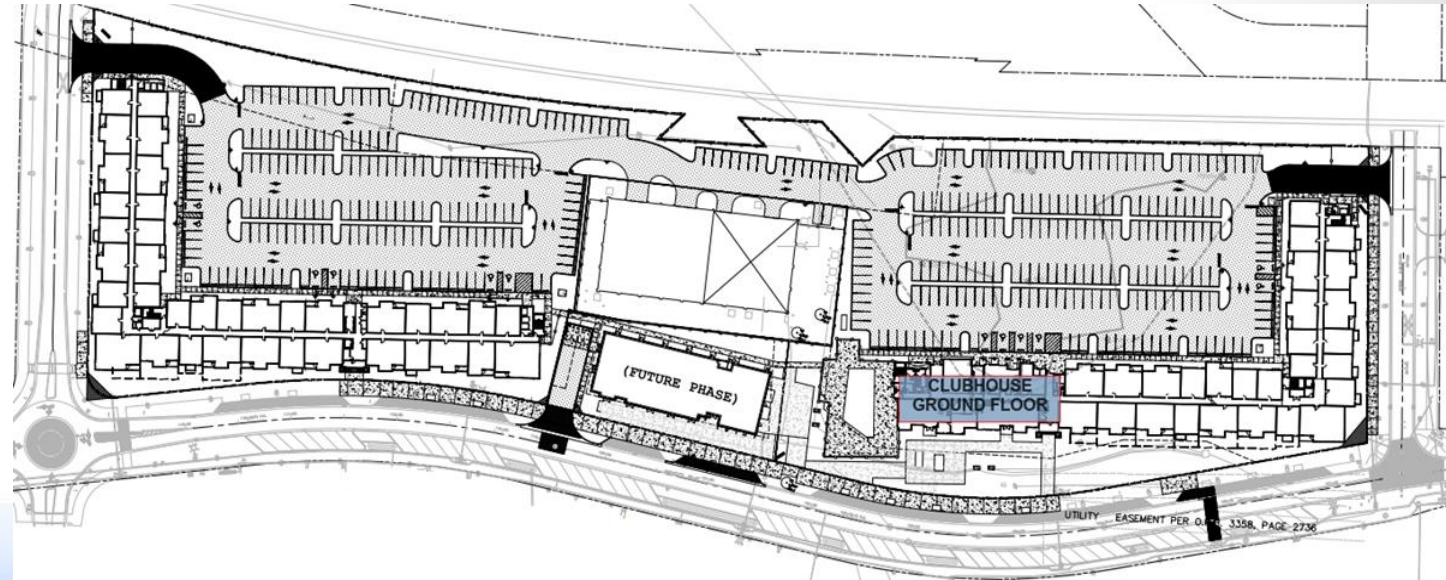 (FUTURE PHASE)
CLUBHOUSE
GROUND FLOOR
UTILITY EASEMENT PER 3358, PAGE 2736